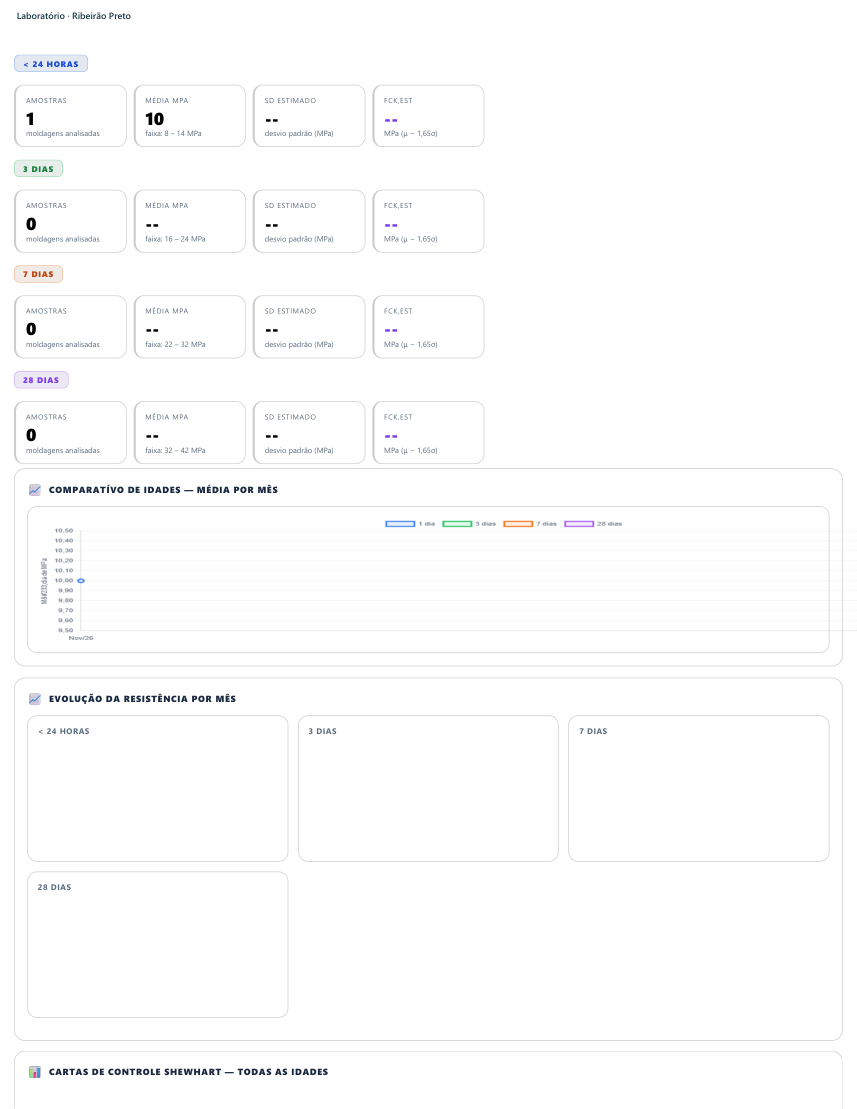 Laboratório · Ribeirão Preto
< 24 HORAS
AMOSTRAS
1
moldagens analisadas
MÉDIA MPA
10
faixa: 8 – 14 MPa
SD ESTIMADO
--
desvio padrão (MPa)
FCK,EST
--
MPa (μ − 1,65σ)
3 DIAS
AMOSTRAS
0
moldagens analisadas
MÉDIA MPA
--
faixa: 16 – 24 MPa
SD ESTIMADO
--
desvio padrão (MPa)
FCK,EST
--
MPa (μ − 1,65σ)
7 DIAS
AMOSTRAS
0
moldagens analisadas
MÉDIA MPA
--
faixa: 22 – 32 MPa
SD ESTIMADO
--
desvio padrão (MPa)
FCK,EST
--
MPa (μ − 1,65σ)
28 DIAS
AMOSTRAS
0
moldagens analisadas
MÉDIA MPA
--
faixa: 32 – 42 MPa
SD ESTIMADO
--
desvio padrão (MPa)
FCK,EST
--
MPa (μ − 1,65σ)
COMPARATÍVO DE IDADES — MÉDIA POR MÊS
1 dia 3 dias 7 dias 28 dias
10,50
10,40
10,30
10,20
10,10
10,00
9,90
9,80
9,70
9,60
9,50
Nov/26
EVOLUÇÃO DA RESISTÊNCIA POR MÊS
< 24 HORAS
3 DIAS
7 DIAS
28 DIAS
CARTAS DE CONTROLE SHEWHART — TODAS AS IDADES